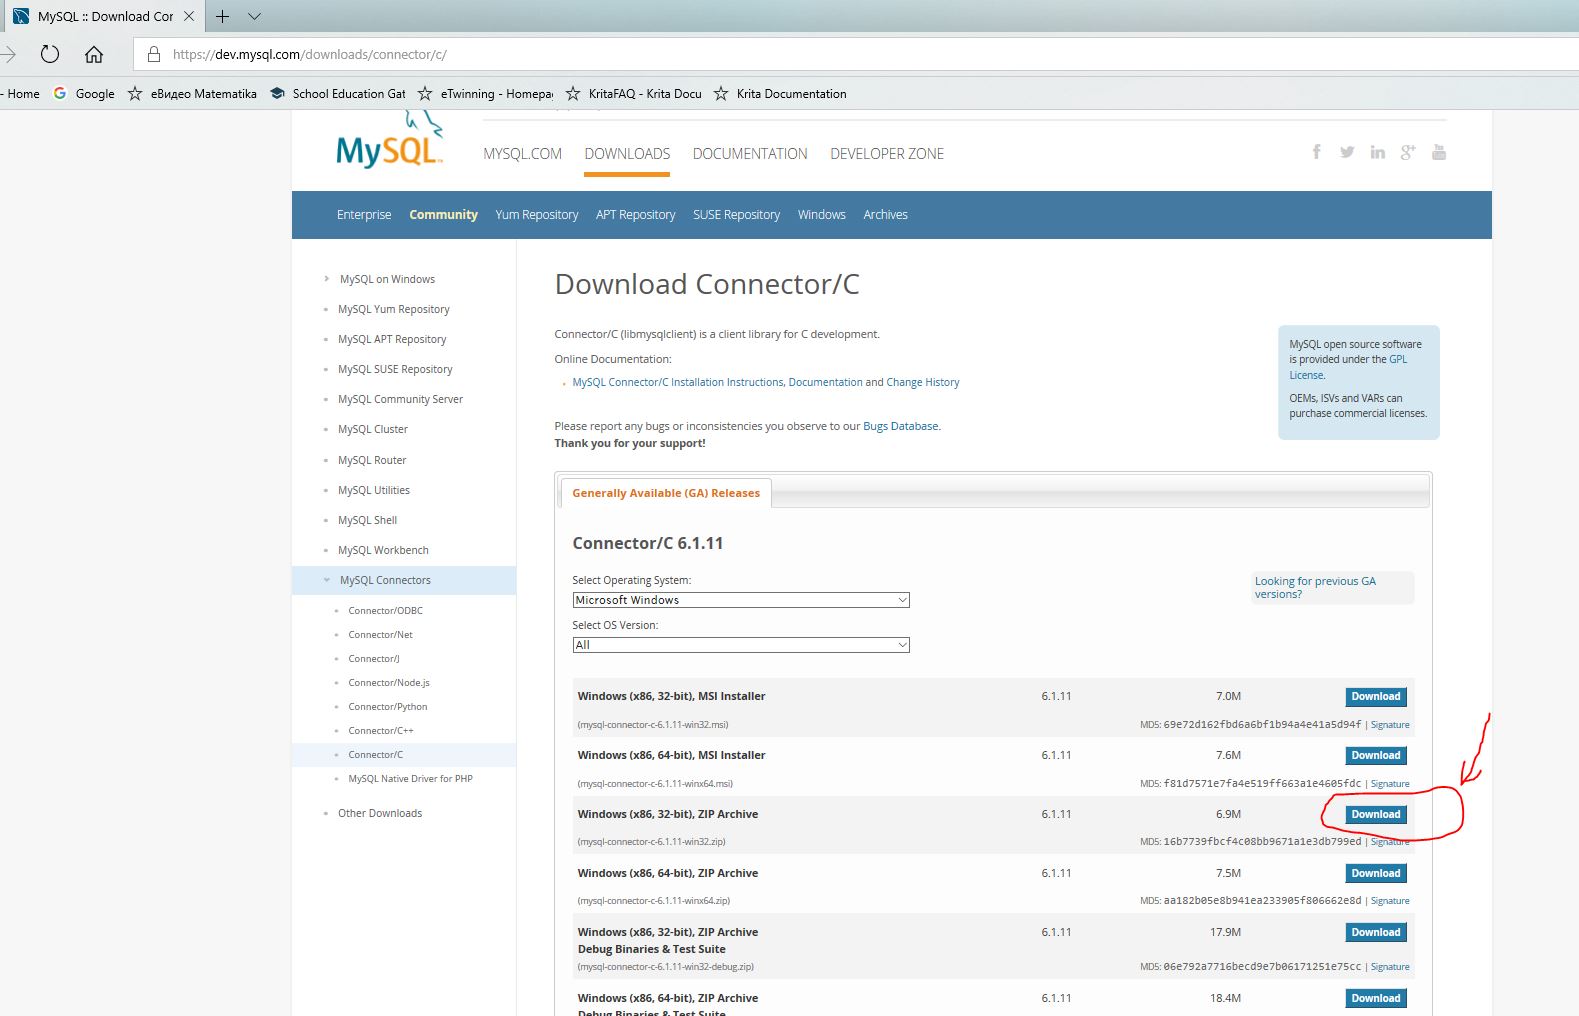 MySQL :: Download Cor
https://dev.mysql.com/downloads/connector/c/
- Home Google еВидео Matematika School Education Gat eTwinning - Homepa KritaFAQ - Krita Docu Krita Documentation
MySQL
MYSQL.COM DOWNLOADS DOCUMENTATION DEVELOPER ZONE
Enterprise Community Yum Repository APT Repository SUSE Repository Windows Archives
MySQL on Windows
MySQL Yum Repository
MySQL APT Repository
MySQL SUSE Repository
MySQL Community Server
MySQL Cluster
MySQL Router
MySQL Utilities
MySQL Shell
MySQL Workbench
MySQL Connectors
Connector/ODBC
Connector/Net
Connector/J
Connector/Node.js
Connector/Python
Connector/C++
Connector/C
MySQL Native Driver for PHP
Other Downloads
Download Connector/C
Connector/C (libmysqlclient) is a client library for C development.
Online Documentation:
MySQL Connector/C Installation Instructions, Documentation and Change History
Please report any bugs or inconsistencies you observe to our Bugs Database.
Thank you for your support!
MySQL open source software
is provided under the GPL
License.
OEMs, ISVs and VARs can
purchase commercial licenses.
Generally Available (GA) Releases
Connector/C 6.1.11
Select Operating System:
Microsoft Windows
Looking for previous GA
versions?
Select OS Version:
All
Windows (x86, 32-bit), MSI Installer 6.1.11 7.0M Download
(mysql-connector-c-6.1.11-win32.msi) MD5: 69e72d162fbd6a6bf1b94a4e41a5d94f | Signature
Windows (x86, 64-bit), MSI Installer 6.1.11 7.6M Download
(mysql-connector-c-6.1.11-winx64.msi) MD5: f81d7571e7fa4e519ff663a1e4605fdc | Signature
Windows (x86, 32-bit), ZIP Archive 6.1.11 6.9M Download
(mysql-connector-c-6.1.11-win32.zip) MD5: 16b7739fbcf4c08bb9671a1e3db799ed | Signature
Windows (x86, 64-bit), ZIP Archive 6.1.11 7.5M Download
(mysql-connector-c-6.1.11-winx64.zip) MD5: aa182b05e8b941ea233905f806662e8d | Signature
Windows (x86, 32-bit), ZIP Archive 6.1.11 17.9M Download
Debug Binaries & Test Suite
(mysql-connector-c-6.1.11-win32-debug.zip) MD5: 06e792a7716becd9e7b06171251e75cc | Signature
Windows (x86, 64-bit), ZIP Archive 6.1.11 18.4M Download
Debug Binaries & Test Suite